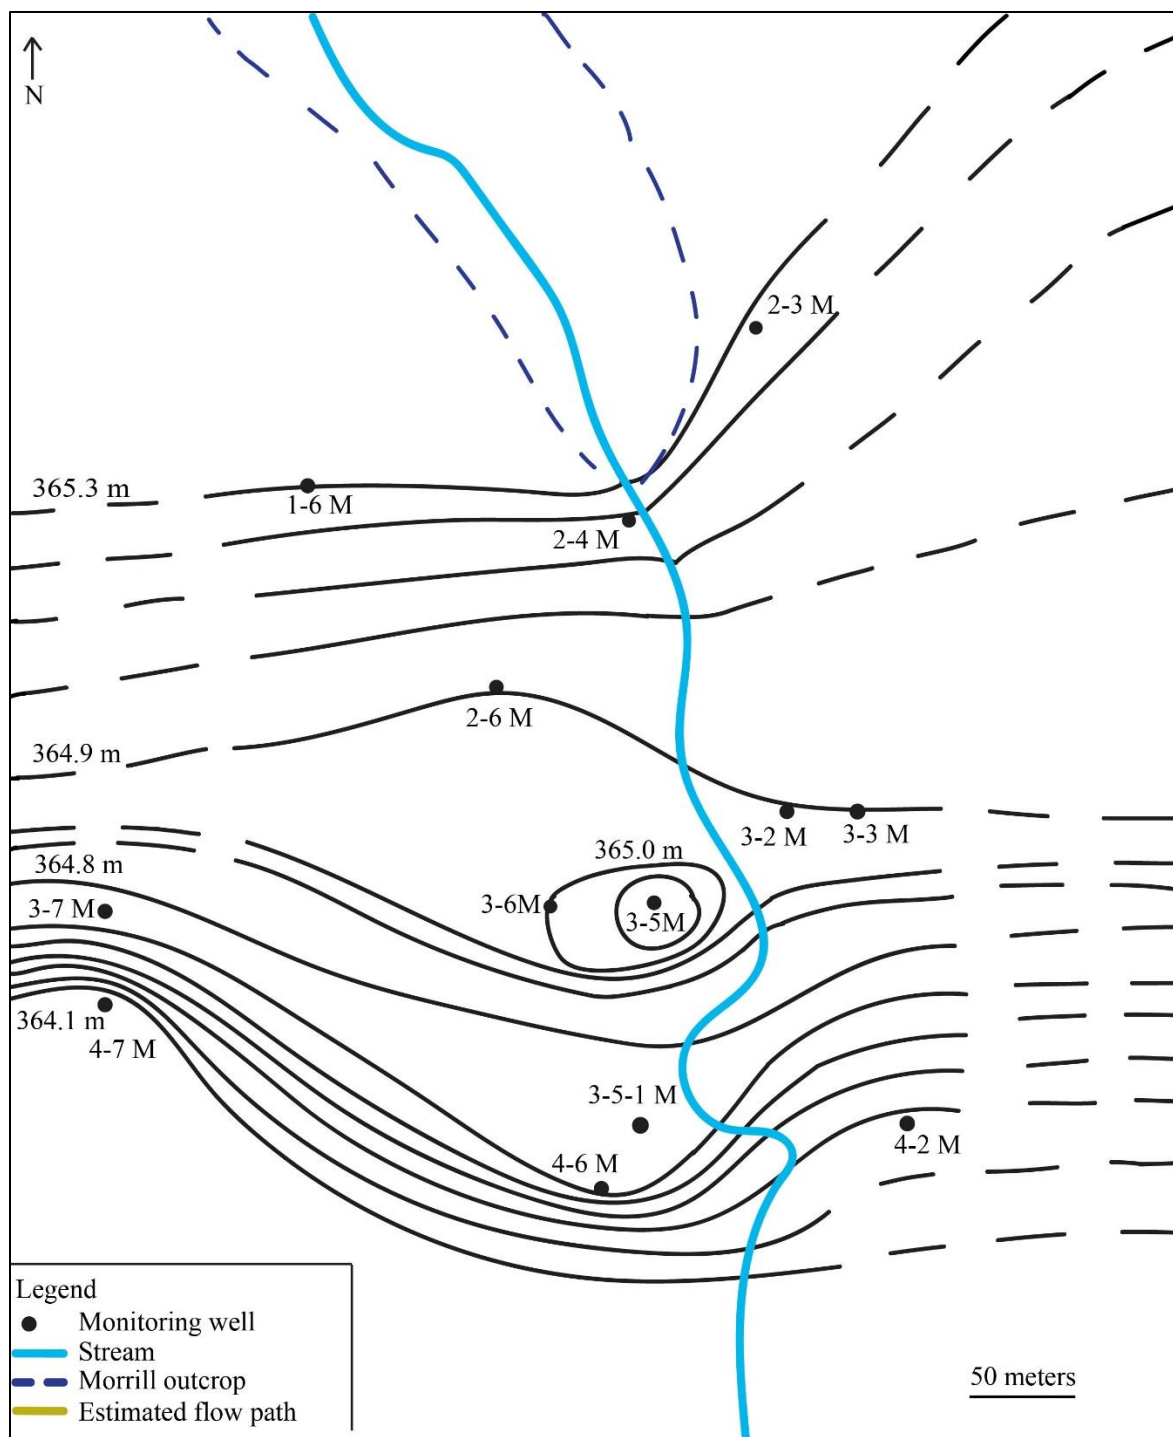 N
2-3 M
365.3 m
1-6 M
2-4 M
2-6 M
364.9 m
3-2 M
3-3 M
365.0 m
364.8 m
3-7 M
3-6M
3-5M
364.1 m
4-7 M
3-5-1 M
4-6 M
4-2 M
Legend
Monitoring well
Stream
Morrill outcrop
Estimated flow path
50 meters